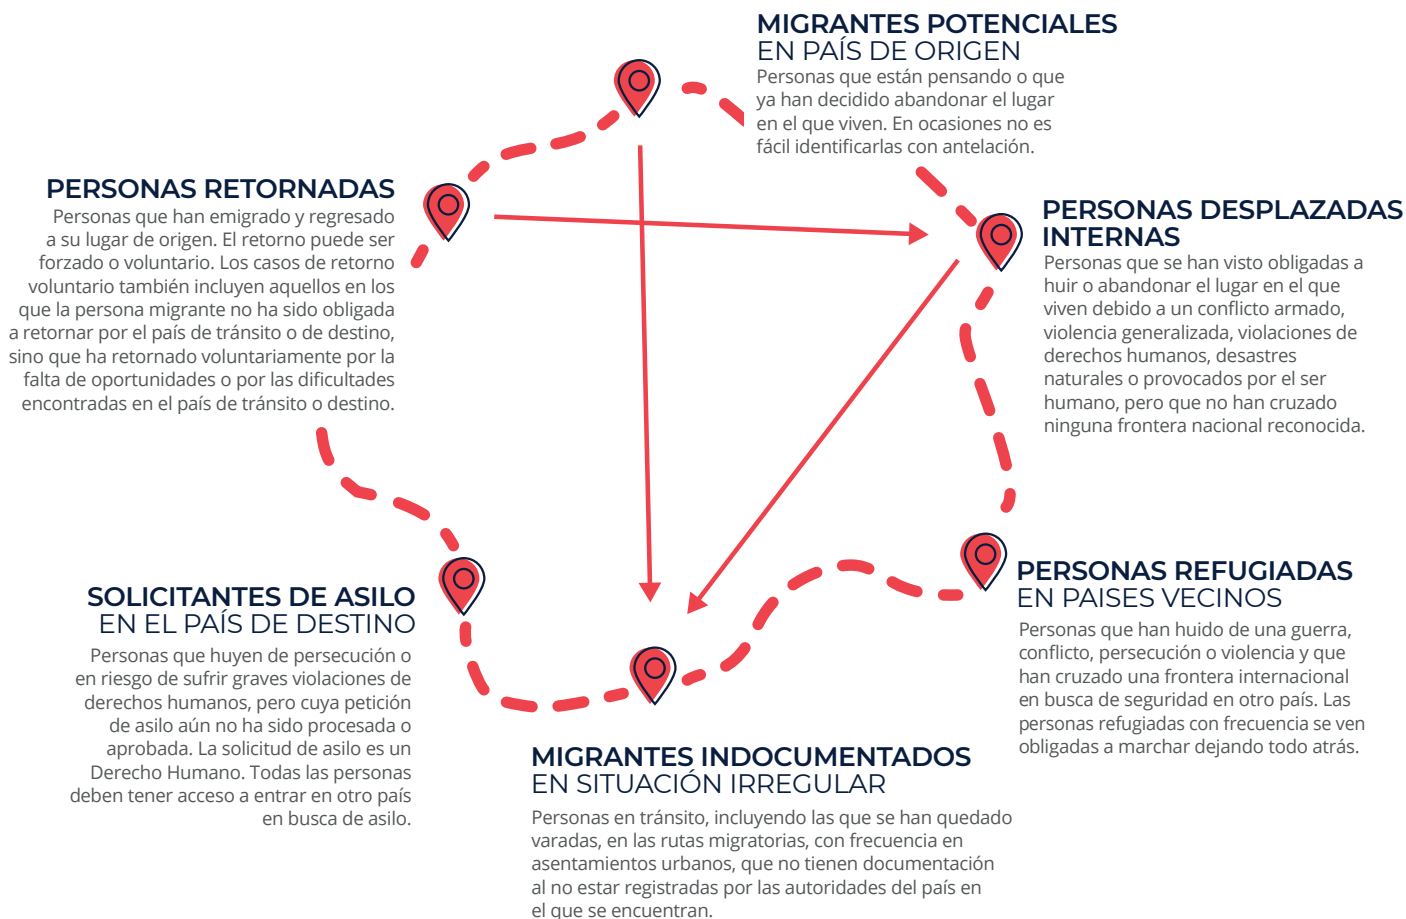 MIGRANTES POTENCIALES
EN PAÍS DE ORIGEN
Personas que están pensando o que
ya han decidido abandonar el lugar
en el que viven. En ocasiones no es
fácil identificarlas con antelación.
PERSONAS RETORNADAS
Personas que han emigrado y regresado
a su lugar de origen. El retorno puede ser
forzado o voluntario. Los casos de retorno
voluntario también incluyen aquellos en los
que la persona migrante no ha sido obligada
a retornar por el país de tránsito o de destino,
sino que ha retornado voluntariamente por la
falta de oportunidades o por las dificultades
encontradas en el país de tránsito o destino.
PERSONAS DESPLAZADAS
INTERNAS
Personas que se han visto obligadas a
huir o abandonar el lugar en el que
viven debido a un conflicto armado,
violencia generalizada, violaciones de
derechos humanos, desastres
naturales o provocados por el ser
humano, pero que no han cruzado
ninguna frontera nacional reconocida.
SOLICITANTES DE ASILO
EN EL PAÍS DE DESTINO
Personas que huyen de persecución o
en riesgo de sufrir graves violaciones de
derechos humanos, pero cuya petición
de asilo aún no ha sido procesada o
aprobada. La solicitud de asilo es un
Derecho Humano. Todas las personas
deben tener acceso a entrar en otro país
en busca de asilo.
PERSONAS REFUGIADAS
EN PAISES VECINOS
Personas que han huido de una guerra,
conflicto, persecución o violencia y que
han cruzado una frontera internacional
en busca de seguridad en otro país. Las
personas refugiadas con frecuencia se ven
obligadas a marchar dejando todo atrás.
MIGRANTES INDOCUMENTADOS
EN SITUACIÓN IRREGULAR
Personas en tránsito, incluyendo las que se han quedado
varadas, en las rutas migratorias, con frecuencia en
asentamientos urbanos, que no tienen documentación
al no estar registradas por las autoridades del país en
el que se encuentran.